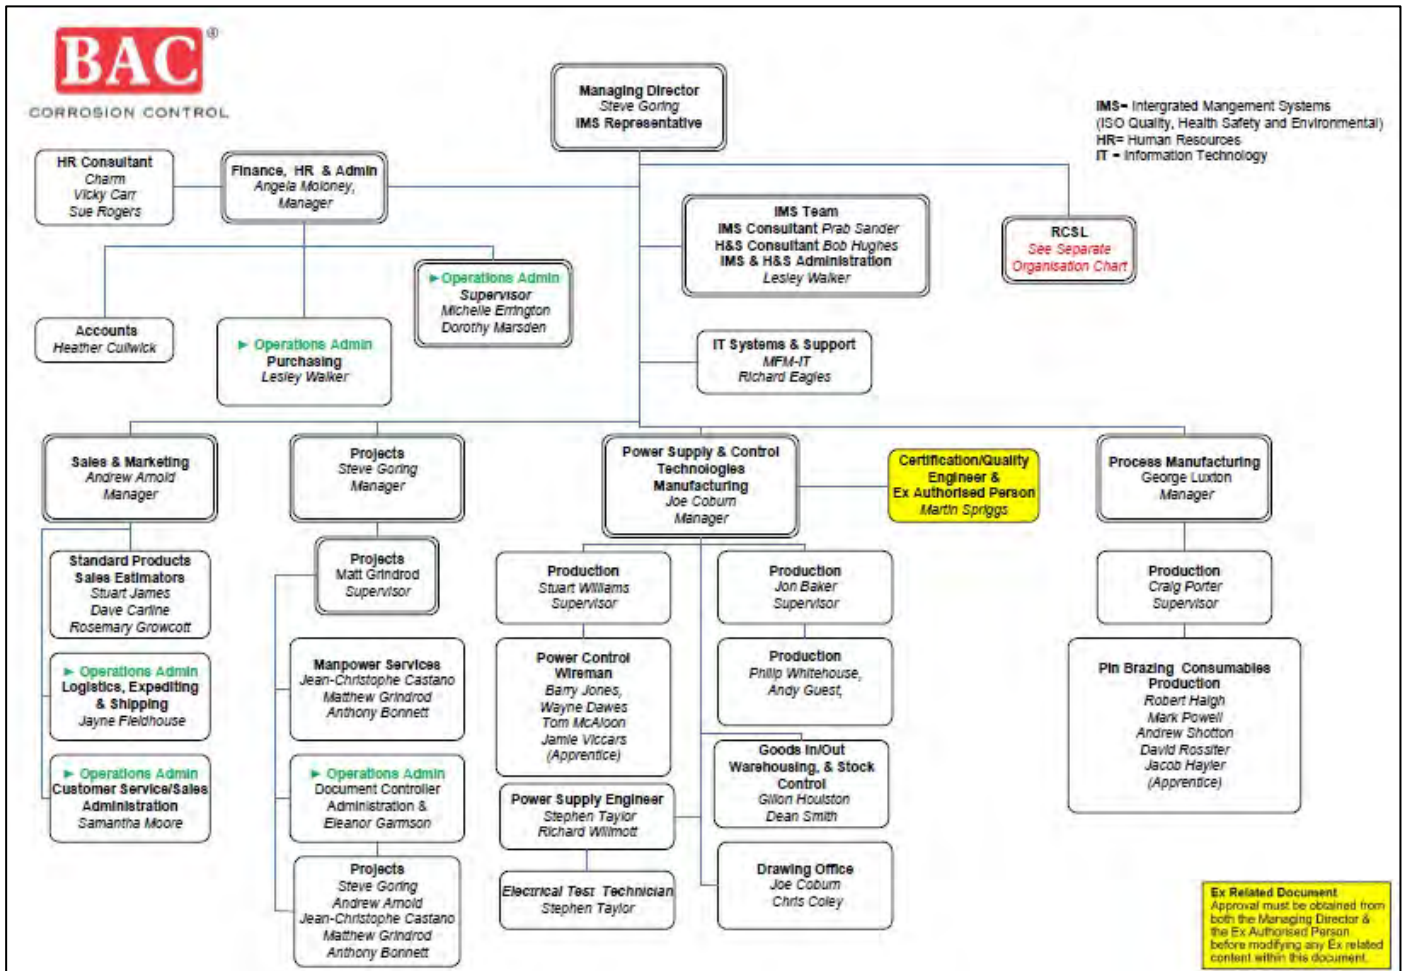 BAC®
CORROSION CONTROL
Managing Director
Steve Goring
IMS Representative
IMS= Intergrated Mangement Systems
(ISO Quality, Health Safety and Environmental)
HR= Human Resources
IT = Information Technology
HR Consultant
Charm
Vicky Carr
Sue Rogers
Finance, HR & Admin
Angela Moloney,
Manager
IMS Team
IMS Consultant Prab Sander
H&S Consultant Bob Hughes
IMS & H&S Administration
Lesley Walker
RCSL
See Separate
Organisation Chart
►Operations Admin
Supervisor
Michelle Errington
Dorothy Marsden
Accounts
Heather Cullwick
► Operations Admin
Purchasing
Lesley Walker
IT Systems & Support
MFM-IT
Richard Eagles
Sales & Marketing
Andrew Arnold
Manager
Projects
Steve Goring
Manager
Power Supply & Control
Technologies
Manufacturing
Joe Coburn
Manager
Certification/Quality
Engineer &
Ex Authorised Person
Martin Spriggs
Process Manufacturing
George Luxton
Manager
Standard Products
Sales Estimators
Stuart James
Dave Carline
Rosemary Growcott
Projects
Matt Grindrod
Supervisor
Production
Stuart Williams
Supervisor
Production
Jon Baker
Supervisor
Production
Craig Porter
Supervisor
► Operations Admin
Logistics, Expediting
& Shipping
Jayne Fieldhouse
Manpower Services
Jean-Christophe Castano
Matthew Grindrod
Anthony Bonnett
Power Control
Wireman
Barry Jones,
Wayne Dawes
Tom McAloon
Jamie Viccars
(Apprentice)
Production
Philip Whitehouse,
Andy Guest,
Pin Brazing Consumables
Production
Robert Haigh
Mark Powell
Andrew Shotton
David Rossiter
Jacob Hayler
(Apprentice)
► Operations Admin
Customer Service/Sales
Administration
Samantha Moore
► Operations Admin
Document Controller
Administration &
Eleanor Garmson
Goods In/Out
Warehousing, & Stock
Control
Gilon Houlston
Dean Smith
Power Supply Engineer
Stephen Taylor
Richard Willmott
Projects
Steve Goring
Andrew Arnold
Jean-Christophe Castano
Matthew Grindrod
Anthony Bonnett
Electrical Test Technician
Stephen Taylor
Drawing Office
Joe Coburn
Chris Coley
Ex Related Document
Approval must be obtained from
both the Managing Director &
the Ex Authorised Person
before modifying any Ex related
content within this document.